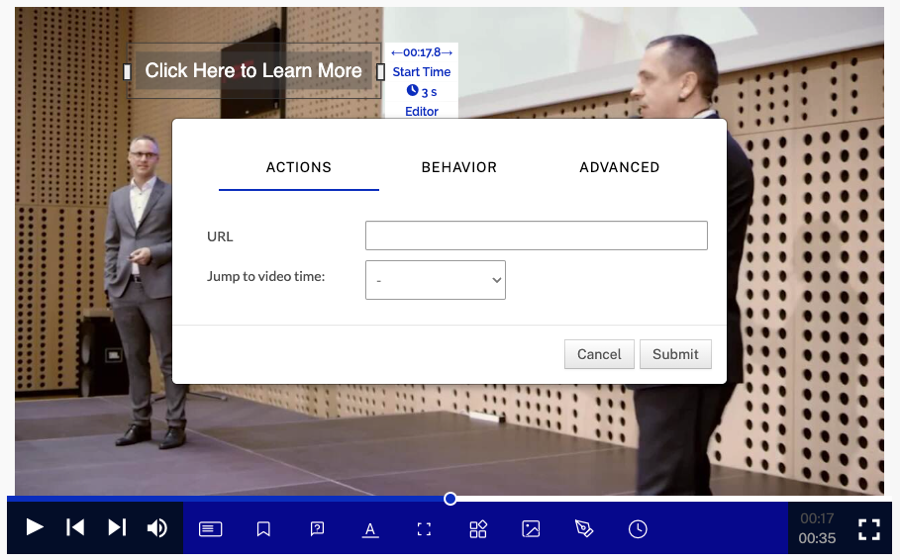 Click Here to Learn More
←00:17.8→
Start Time
3 s
Editor
ACTIONS
BEHAVIOR
ADVANCED
URL
Jump to video time:
-
Cancel
Submit
JBL
A
00:17
00:35